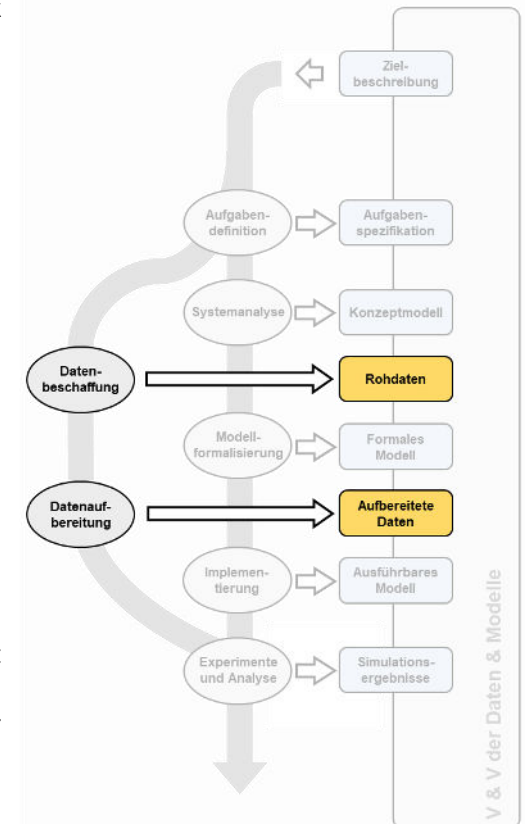 Ziel-
beschreibung
Aufgaben-
definition
Aufgaben-
spezifikation
Systemanalyse
Konzeptmodell
Daten-
beschaffung
Rohdaten
Modell-
formalisierung
Formales
Modell
Datenauf-
bereitung
Aufbereitete
Daten
Implemen-
tierung
Ausführbares
Modell
Experimente
und Analyse
Simulations-
ergebnisse
V & V der Daten & Modelle